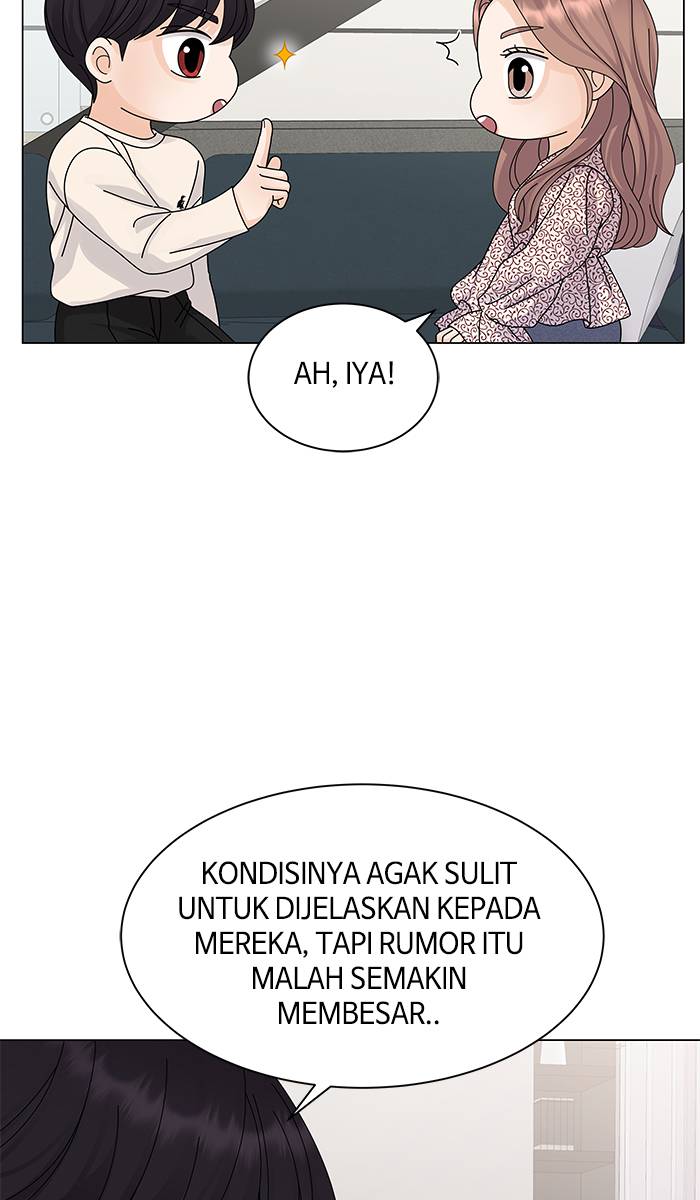 AH, IYA!
KONDISINYA AGAK SULIT
UNTUK DIJELASKAN KEPADA
MEREKA, TAPI RUMOR ITU
MALAH SEMAKIN
MEMBESAR..